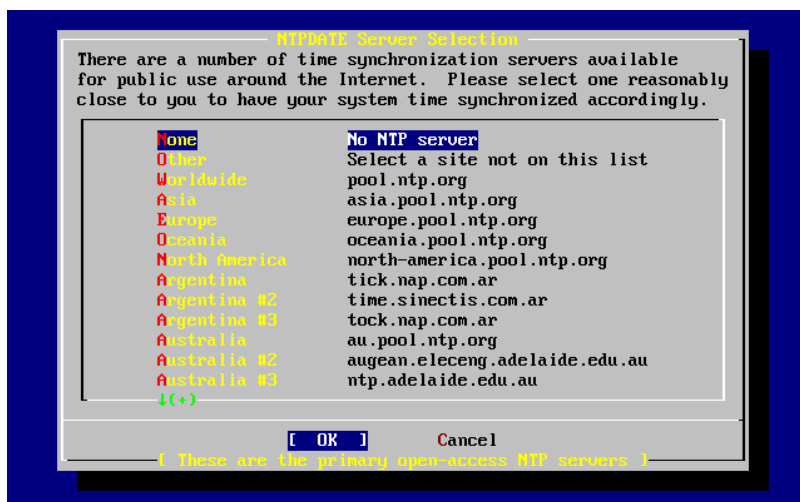 NTPDATE Server Selection
There are a number of time synchronization servers available
for public use around the Internet.  Please select one reasonably
close to you to have your system time synchronized accordingly.
None No NTP server
Other Select a site not on this list
Worldwide pool.ntp.org
Asia asia.pool.ntp.org
Europe europe.pool.ntp.org
Oceania oceania.pool.ntp.org
North America north-america.pool.ntp.org
Argentina tick.nap.com.ar
Argentina #2 time.sinectis.com.ar
Argentina #3 tock.nap.com.ar
Australia au.pool.ntp.org
Australia #2 augean.eleceng.adelaide.edu.au
Australia #3 ntp.adelaide.edu.au
↓(+)
[ OK ] Cancel
[ These are the primary open-access NTP servers ]